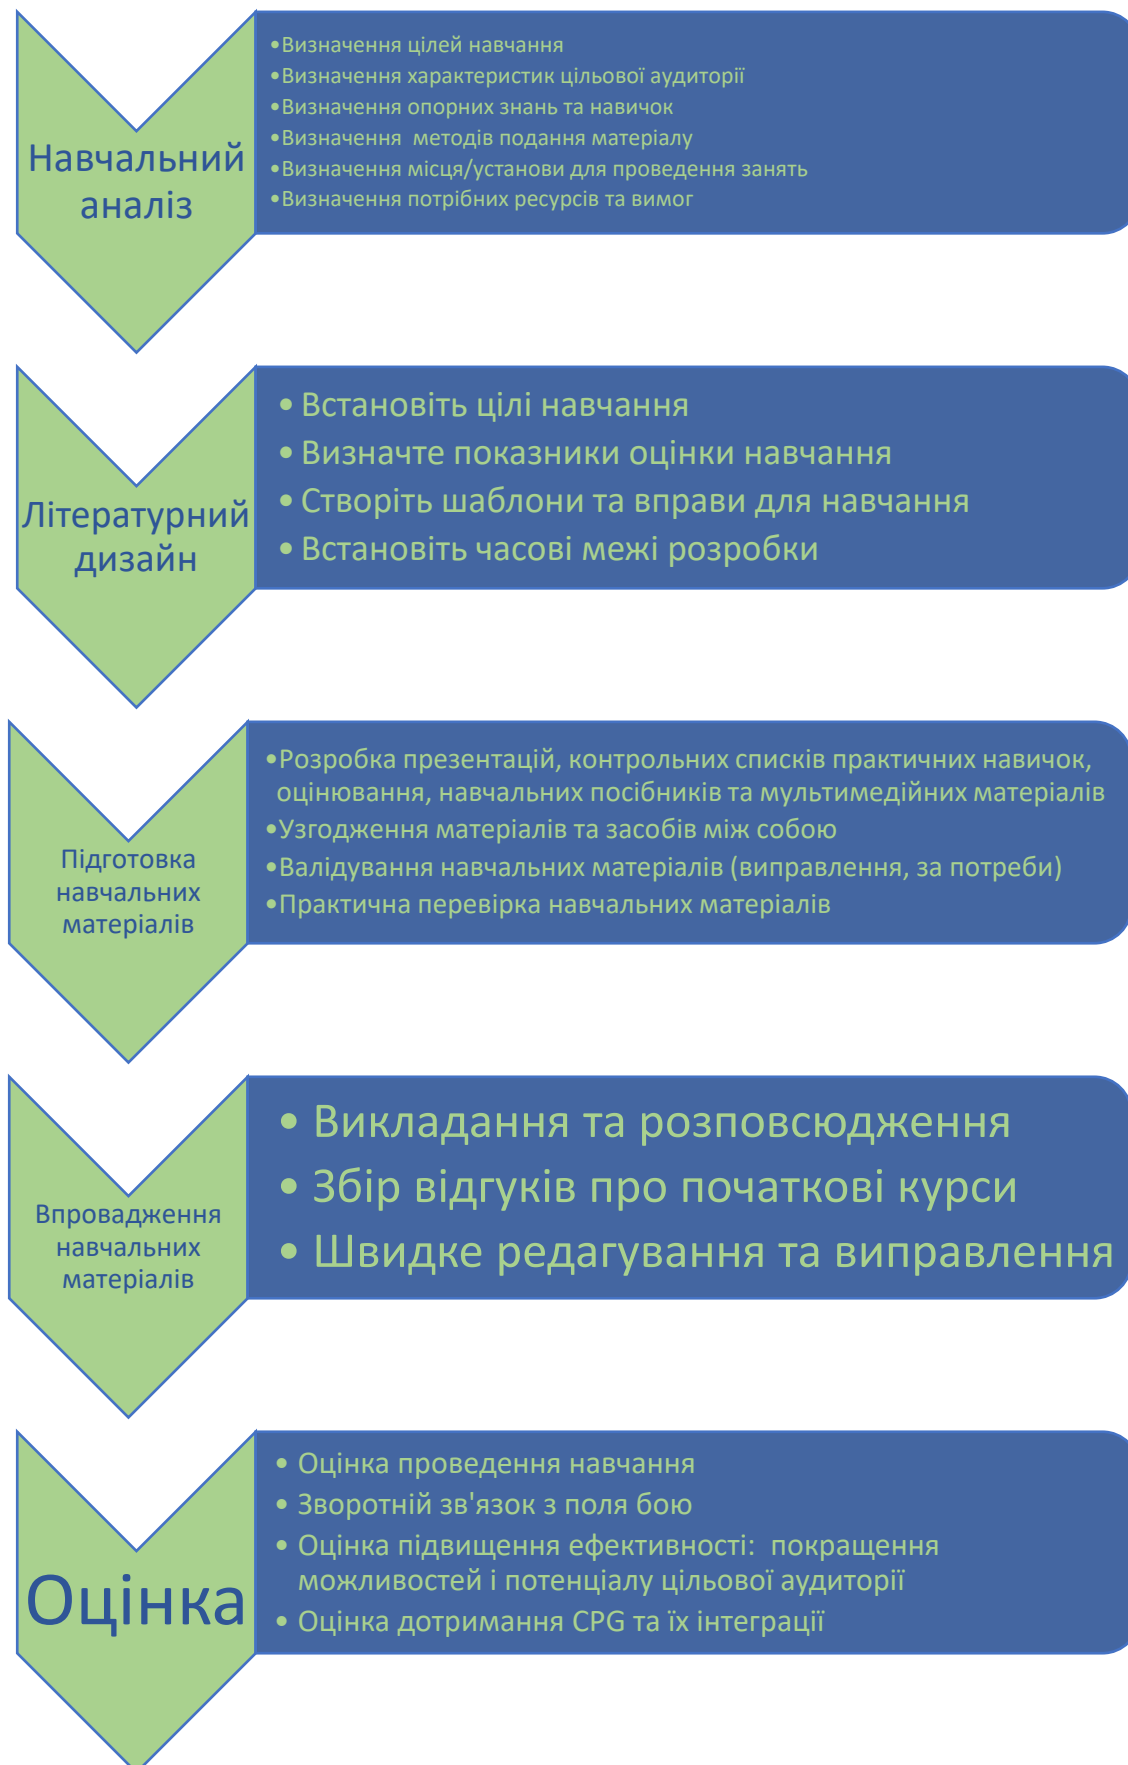 Навчальний
аналіз
•Визначення цілей навчання
•Визначення характеристик цільової аудиторії
•Визначення опорних знань та навичок
•Визначення  методів подання матеріалу
•Визначення місця/установи для проведення занять
•Визначення потрібних ресурсів та вимог
Літературний
дизайн
• Встановіть цілі навчання
• Визначте показники оцінки навчання
• Створіть шаблони та вправи для навчання
• Встановіть часові межі розробки
Підготовка
навчальних
матеріалів
•Розробка презентацій, контрольних списків практичних навичок,
оцінювання, навчальних посібників та мультимедійних матеріалів
•Узгодження матеріалів та засобів між собою
•Валідування навчальних матеріалів (виправлення, за потреби)
•Практична перевірка навчальних матеріалів
Впровадження
навчальних
матеріалів
• Викладання та розповсюдження
• Збір відгуків про початкові курси
• Швидке редагування та виправлення
Оцінка
• Оцінка проведення навчання
• Зворотній зв'язок з поля бою
• Оцінка підвищення ефективності:  покращення
можливостей і потенціалу цільової аудиторії
• Оцінка дотримання CPG та їх інтеграції